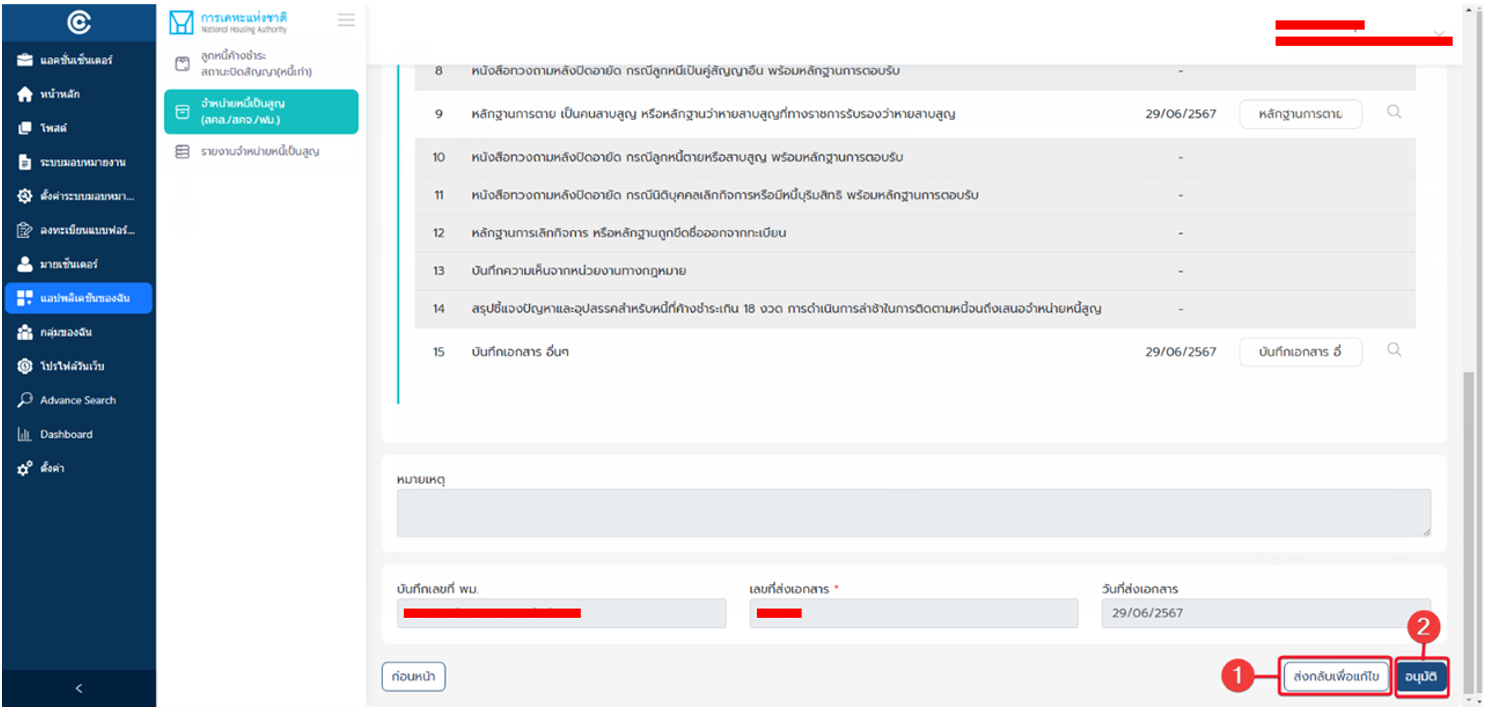 การเคหะแห่งชาติ
National Housing Authority
แอคชั่นเซ็นเตอร์
หน้าหลัก
โพสต์
ระบบมอบหมายงาน
ตั้งค่าระบบมอบหมา...
ลงทะเบียนแบบฟอร์...
มายเซ็นเตอร์
แอปพลิเคชันของฉัน
กลุ่มของฉัน
โปรไฟล์วันเว็บ
Advance Search
Dashboard
ตั้งค่า
ลูกหนี้ค้างชำระ
สถานะปิดสัญญา(หนี้เก่า)
จำหน่ายหนี้เป็นสูญ
(สคล./สคจ./ฟม.)
รายงานจำหน่ายหนี้เป็นสูญ
8 หนังสือทวงถามหลังปิดอายัด กรณีลูกหนี้เป็นคู่สัญญาอื่น พร้อมหลักฐานการตอบรับ -
9 หลักฐานการตาย เป็นคนสาบสูญ หรือหลักฐานว่าหายสาบสูญที่ทางราชการรับรองว่าหายสาบสูญ 29/06/2567 หลักฐานการตาย
10 หนังสือทวงถามหลังปิดอายัด กรณีลูกหนี้ตายหรือสาบสูญ พร้อมหลักฐานการตอบรับ -
11 หนังสือทวงถามหลังปิดอายัด กรณีนิติบุคคลเลิกกิจการหรือมีหนี้บุริมสิทธิ พร้อมหลักฐานการตอบรับ -
12 หลักฐานการเลิกกิจการ หรือหลักฐานถูกขีดชื่อออกจากทะเบียน -
13 บันทึกความเห็นจากหน่วยงานทางกฎหมาย -
14 สรุปชี้แจงปัญหาและอุปสรรคสำหรับหนี้ที่ค้างชำระเกิน 18 งวด การดำเนินการล่าช้าในการติดตามหนี้จนถึงเสนอจำหน่ายหนี้สูญ -
15 บันทึกเอกสาร อื่นๆ 29/06/2567 บันทึกเอกสาร อื่
หมายเหตุ
บันทึกเลขที่ พม. เลขที่ส่งเอกสาร * วันที่ส่งเอกสาร
29/06/2567
2
ก่อนหน้า 1 ส่งกลับเพื่อแก้ไข อนุมัติ